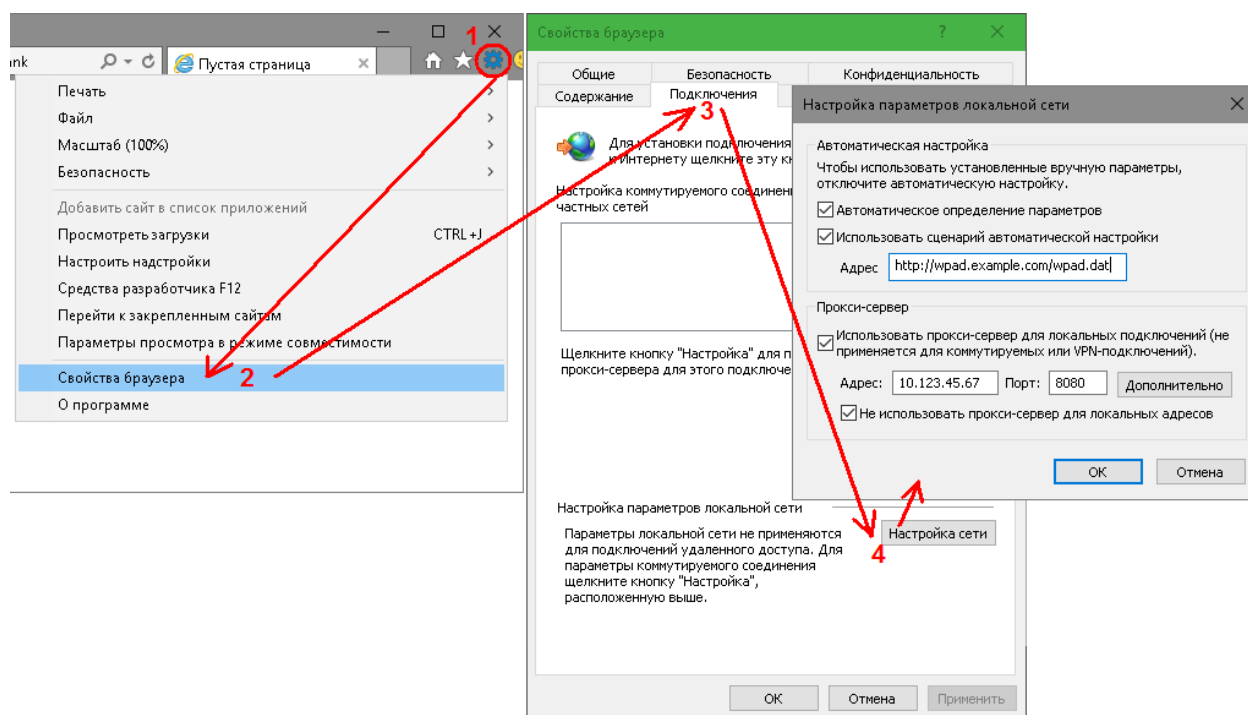 1
nk
Пустая страница
Печать
Файл
Масштаб (100%)
Безопасность
Добавить сайт в список приложений
Просмотреть загрузки CTRL+J
Настроить надстройки
Средства разработчика F12
Перейти к закрепленным сайтам
Параметры просмотра в режиме совместимости
Свойства браузера 2
О программе
Свойства браузера ?
Общие Безопасность Конфиденциальность
Содержание Подключения
3
Для установки подключения
к Интернету щелкните эту кн
Настройка коммутируемого соединени
частных сетей
Щелкните кнопку "Настройка" для п
прокси-сервера для этого подключе
Настройка параметров локальной сети
Параметры локальной сети не применяются
для подключений удаленного доступа. Для
параметры коммутируемого соединения
щелкните кнопку "Настройка",
расположенную выше.
Настройка сети
4
OK Отмена Применить
Настройка параметров локальной сети
Автоматическая настройка
Чтобы использовать установленные вручную параметры,
отключите автоматическую настройку.
Автоматическое определение параметров
Использовать сценарий автоматической настройки
Адрес http://wpad.example.com/wpad.dat
Прокси-сервер
Использовать прокси-сервер для локальных подключений (не
применяется для коммутируемых или VPN-подключений).
Адрес: 10.123.45.67 Порт: 8080 Дополнительно
Не использовать прокси-сервер для локальных адресов
OK Отмена